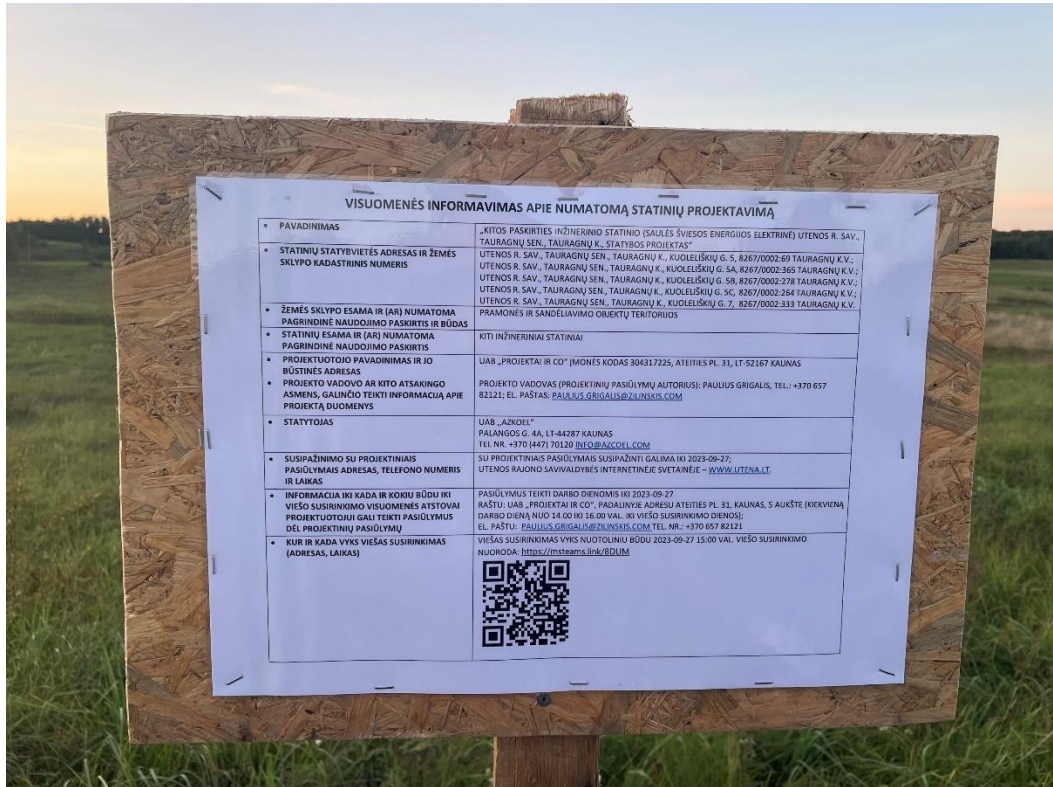 VISUOMENĖS INFORMAVIMAS APIE NUMATOMĄ STATINIŲ PROJEKTAVIMĄ
• PAVADINIMAS
„KITOS PASKIRTIES INŽINERINIO STATINIO (SAULĖS ŠVIESOS ENERGIJOS ELEKTRINĖ) UTENOS R. SAV.,
TAURAGNŲ SEN., TAURAGNŲ K., STATYBOS PROJEKTAS"
• STATINIŲ STATYBVIETĖS ADRESAS IR ŽEMĖS
SKLYPO KADASTRINIS NUMERIS
UTENOS R. SAV., TAURAGNŲ SEN., TAURAGNŲ K., KUOLELIŠKIŲ G. 5, 8267/0002:69 TAURAGNŲ K.V.;
UTENOS R. SAV., TAURAGNŲ SEN., TAURAGNŲ K., KUOLELIŠKIŲ G. 5A, 8267/0002:365 TAURAGNŲ K.V.;
UTENOS R. SAV., TAURAGNŲ SEN., TAURAGNŲ K., KUOLELIŠKIŲ G. 5B, 8267/0002:278 TAURAGNŲ K.V.;
UTENOS R. SAV., TAURAGNŲ SEN., TAURAGNŲ K., KUOLELIŠKIŲ G. 5C, 8267/0002:264 TAURAGNŲ K.V.;
UTENOS R. SAV., TAURAGNŲ SEN., TAURAGNŲ K., KUOLELIŠKIŲ G. 7, 8267/0002:333 TAURAGNŲ K.V.
• ŽEMĖS SKLYPO ESAMA IR (AR) NUMATOMA
PAGRINDINĖ NAUDOJIMO PASKIRTIS IR BŪDAS
PRAMONĖS IR SANDĖLIAVIMO OBJEKTŲ TERITORIJOS
• STATINIŲ ESAMA IR (AR) NUMATOMA
PAGRINDINĖ NAUDOJIMO PASKIRTIS
KITI INŽINERINIAI STATINIAI
• PROJEKTUOTOJO PAVADINIMAS IR JO
BŪSTINĖS ADRESAS
• PROJEKTO VADOVO AR KITO ATSAKINGO
ASMENS, GALINČIO TEIKTI INFORMACIJĄ APIE
PROJEKTĄ DUOMENYS
UAB „PROJEKTAI IR CO" ĮMONĖS KODAS 304317225, ATEITIES PL. 31, LT-52167 KAUNAS
PROJEKTO VADOVAS (PROJEKTINIŲ PASIŪLYMŲ AUTORIUS): PAULIUS GRIGALIS, TEL.: +370 657
82121; EL. PAŠTAS: PAULIUS.GRIGALIS@ZILINSKIS.COM
• STATYTOJAS
UAB „AZKOEL"
PALANGOS G. 4A, LT-44287 KAUNAS
TEL NR. +370 (447) 70120 INFO@AZCOEL.COM
• SUSIPAŽINIMO SU PROJEKTINIAIS
PASIŪLYMAIS ADRESAS, TELEFONO NUMERIS
IR LAIKAS
SU PROJEKTINIAIS PASIŪLYMAIS SUSIPAŽINTI GALIMA IKI 2023-09-27;
UTENOS RAJONO SAVIVALDYBĖS INTERNETINĖJE SVETAINĖJE – WWW.UTENA.LT.
• INFORMACIJA IKI KADA IR KOKIU BŪDU IKI
VIEŠO SUSIRINKIMO VISUOMENĖS ATSTOVAI
PROJEKTUOTOJUI GALI TEIKTI PASIŪLYMUS
DĖL PROJEKTINIŲ PASIŪLYMŲ
PASIŪLYMUS TEIKTI DARBO DIENOMIS IKI 2023-09-27
RAŠTU: UAB „PROJEKTAI IR CO", PADALINYJE ADRESU ATEITIES PL. 31, KAUNAS, 5 AUKŠTE (KIEKVIENĄ
DARBO DIENĄ NUO 14.00 IKI 16.00 VAL. IKI VIEŠO SUSIRINKIMO DIENOS);
EL. PAŠTU: PAULIUS.GRIGALIS@ZILINSKIS.COM TEL, NR.: +370 657 82121
• KUR IR KADA VYKS VIEŠAS SUSIRINKIMAS
(ADRESAS, LAIKAS)
VIEŠAS SUSIRINKIMAS VYKS NUOTOLINIU BŪDU 2023-09-27 15:00 VAL. VIEŠO SUSIRINKIMO
NUORODA: https://msteams.link/8DUM